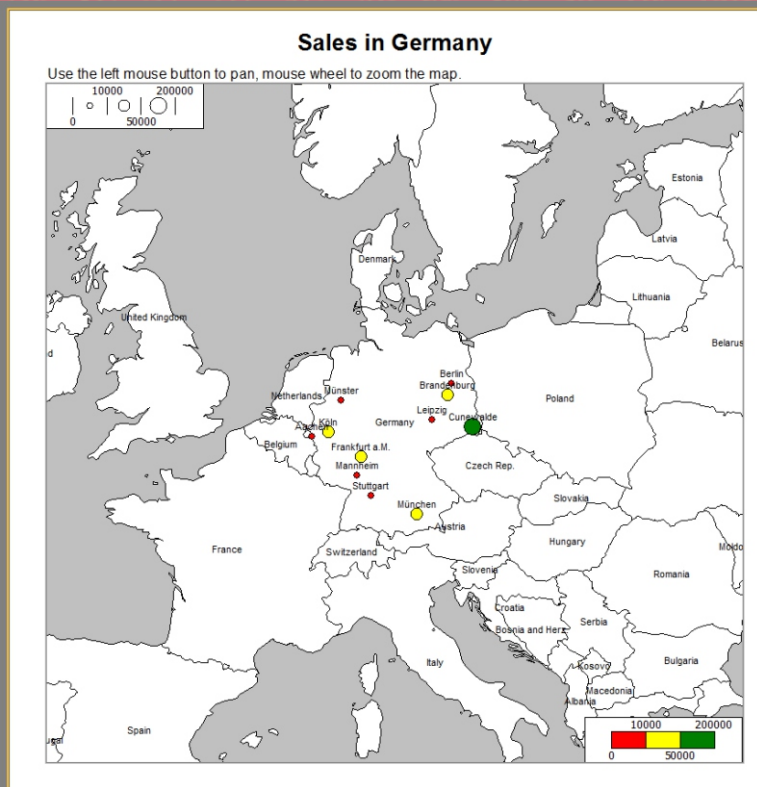 Sales in Germany
Use the left mouse button to pan, mouse wheel to zoom the map.
10000 200000
0 50000
Estonia
Latvia
Denmark
Lithuania
United Kingdom
Belarus
d
Berlin
Brandenburg
Netherlands
Münster
Poland
Leipzig
Cunewalde
Köln
Germany
Aachen
Belgium
Frankfurt a.M.
Mannheim
Czech Rep.
Stuttgart
Slovakia
München
Austria
Hungary
Moldo
France
Switzerland
Slovenia
Romania
Croatia
Serbia
Bosnia and Herz
Italy
Kosovo
Bulgaria
Macedonia
Albania
Spain
ugal
10000 200000
0 50000